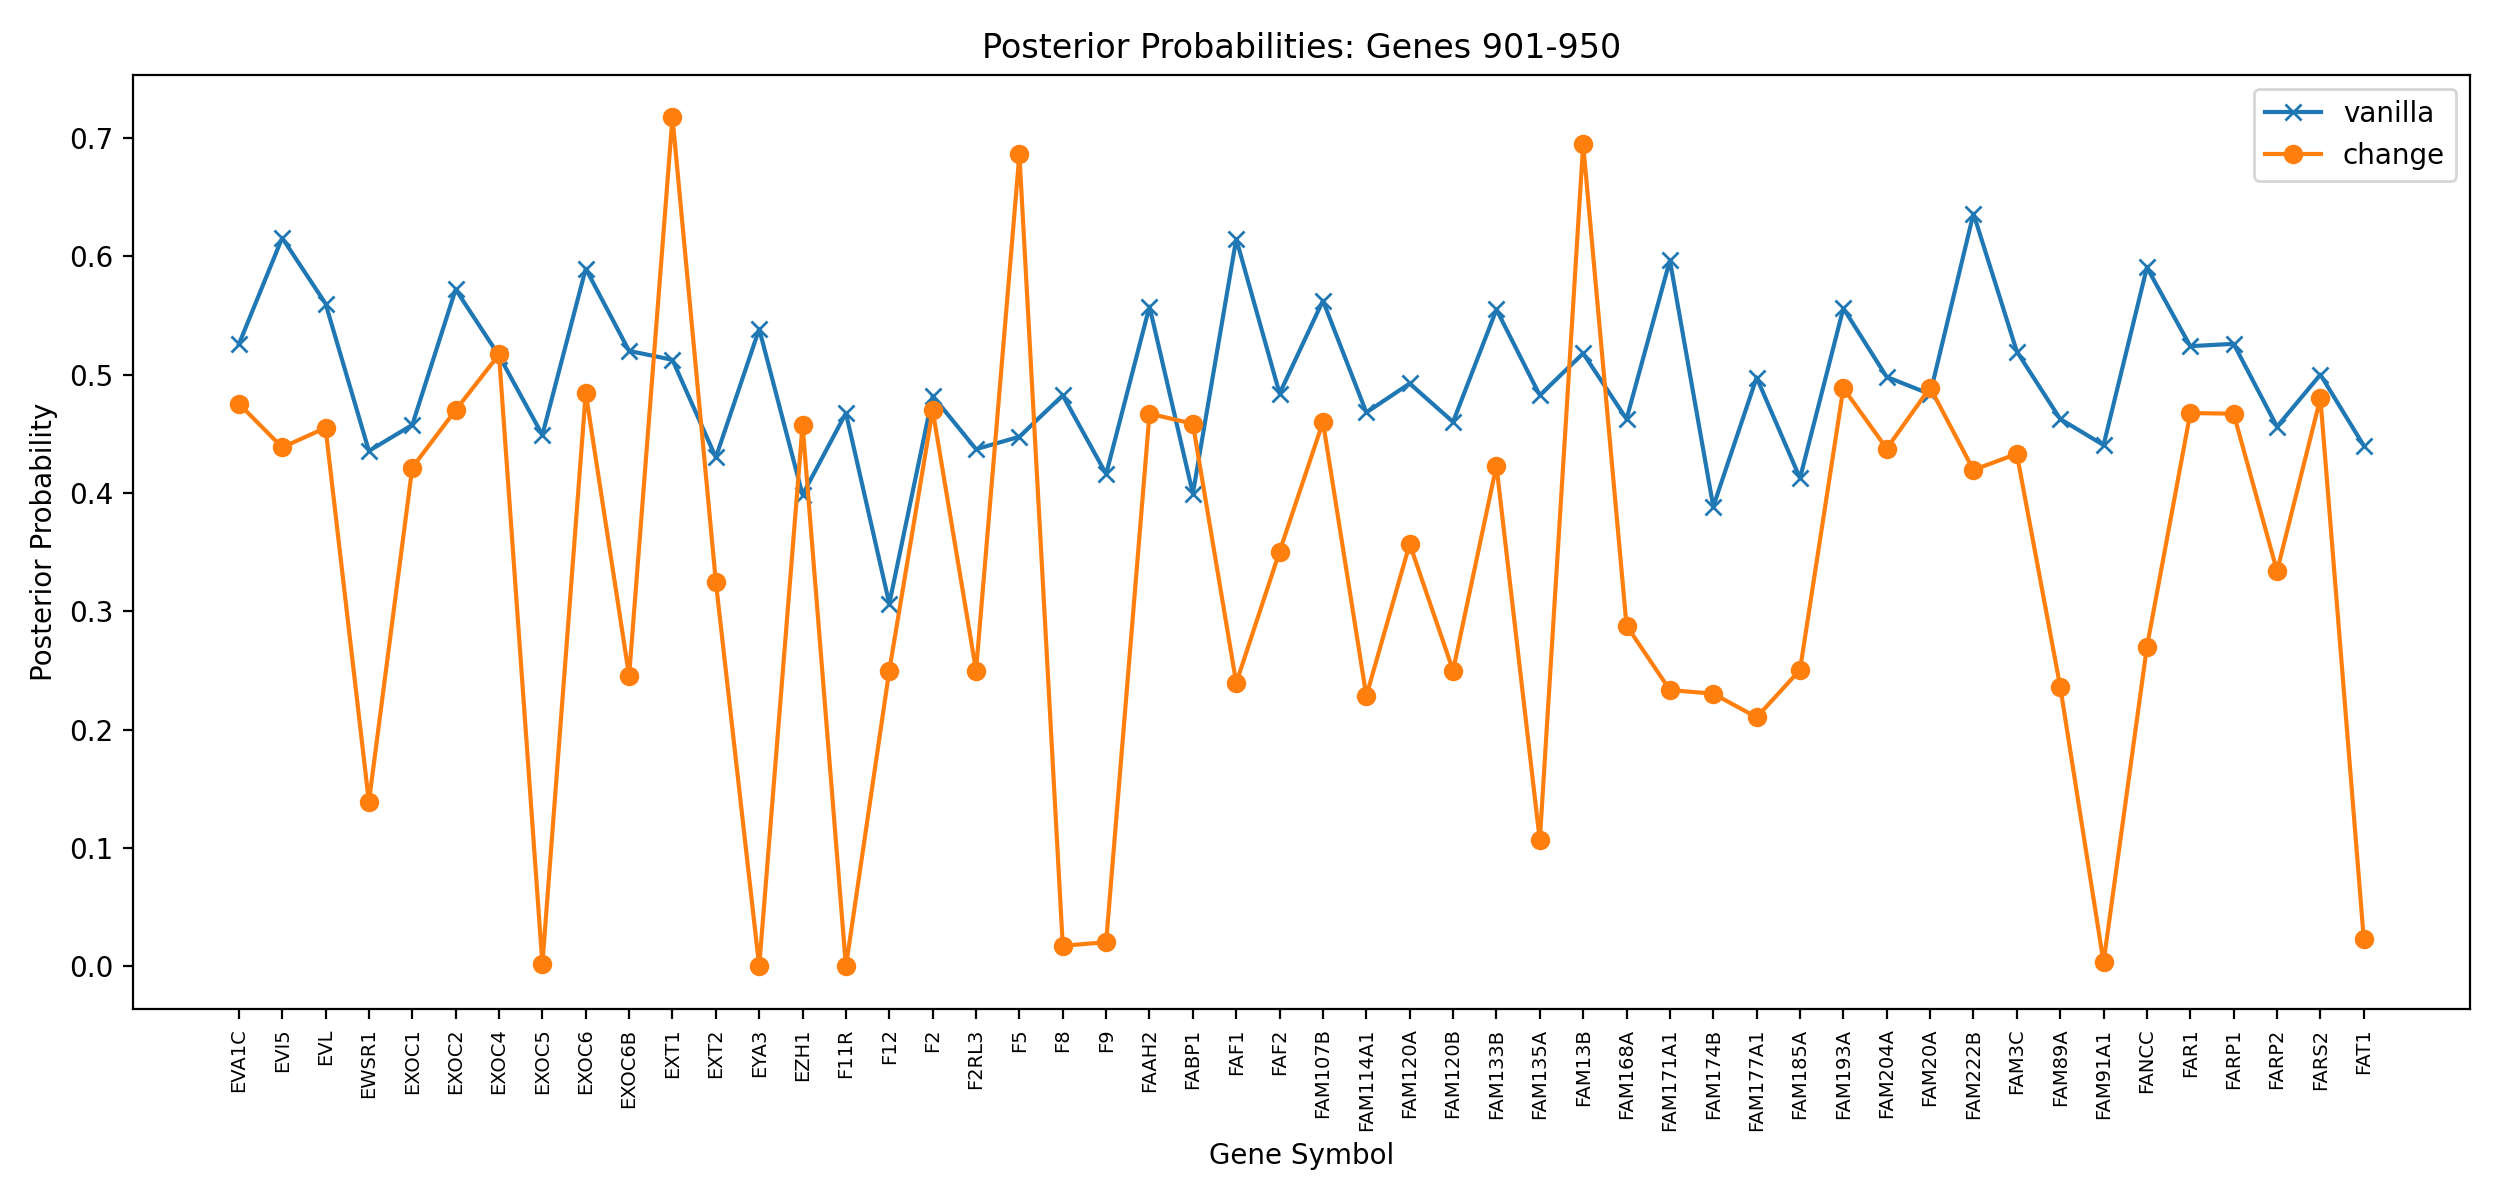 Posterior Probabilities: Genes 901-950
vanilla
change
Posterior Probability
0.7
0.6
0.5
0.4
0.3
0.2
0.1
0.0
EVA1C
EVI5
EVL
EWSR1
EXOC1
EXOC2
EXOC4
EXOC5
EXOC6
EXOC6B
EXT1
EXT2
EYA3
EZH1
F11R
F12
F2
F2RL3
F5
F8
F9
FAAH2
FABP1
FAF1
FAF2
FAM107B
FAM114A1
FAM120A
FAM120B
FAM133B
FAM135A
FAM13B
FAM168A
FAM171A1
FAM174B
FAM177A1
FAM185A
FAM193A
FAM204A
FAM20A
FAM222B
FAM3C
FAM89A
FAM91A1
FANCC
FAR1
FARP1
FARP2
FARS2
FAT1
Gene Symbol